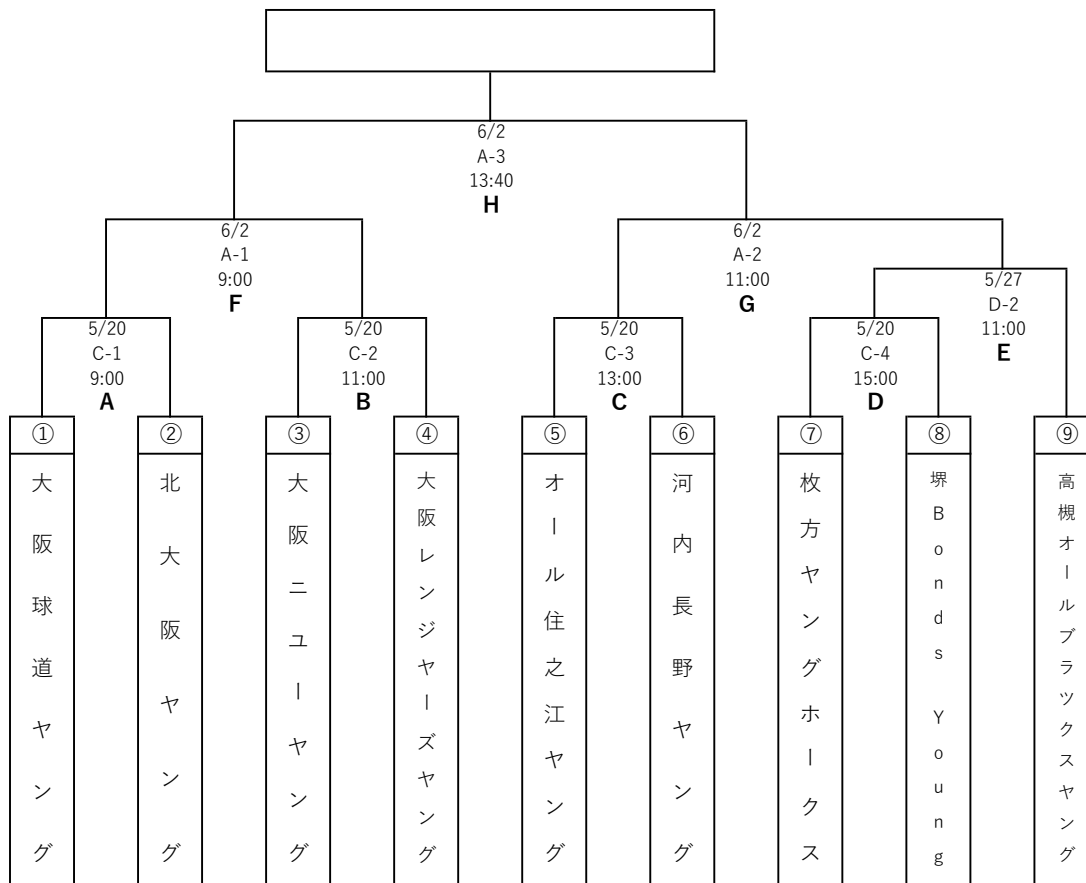 6/2
A-3
13:40
H
6/2
A-1
9:00
F
6/2
A-2
11:00
G
5/27
D-2
11:00
E
5/20
C-1
9:00
A
5/20
C-2
11:00
B
5/20
C-3
13:00
C
5/20
C-4
15:00
D
①
大阪球道ヤング
②
北大阪ヤング
③
大阪ニユーヤング
④
大阪レンジヤーズヤング
⑤
オール住之江ヤング
⑥
河内長野ヤング
⑦
枚方ヤングホークス
⑧
堺Bonds Young
⑨
高槻オールブラツクスヤング